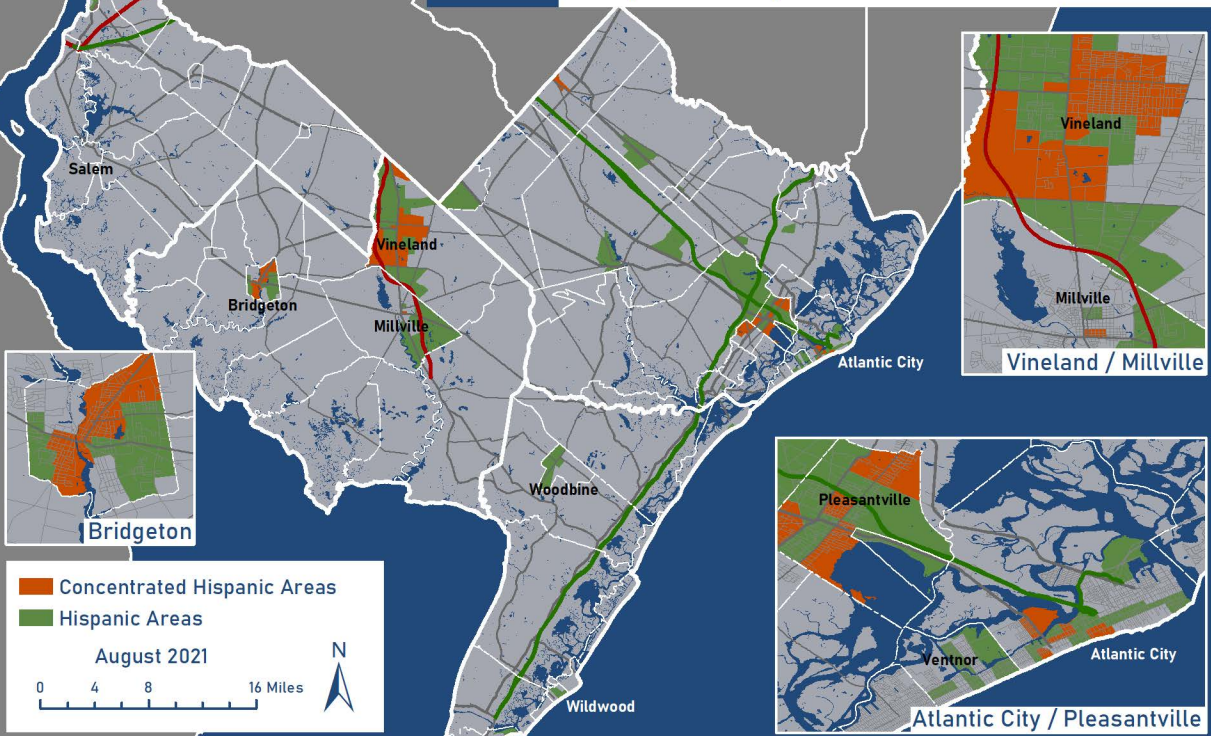 Salem
Vineland
Bridgeton
Millville
Atlantic City
Woodbine
Wildwood
Vineland
Millville
Vineland / Millville
Bridgeton
Concentrated Hispanic Areas
Hispanic Areas
August 2021
N
0 4 8 16 Miles
Pleasantville
Ventnor
Atlantic City
Atlantic City / Pleasantville